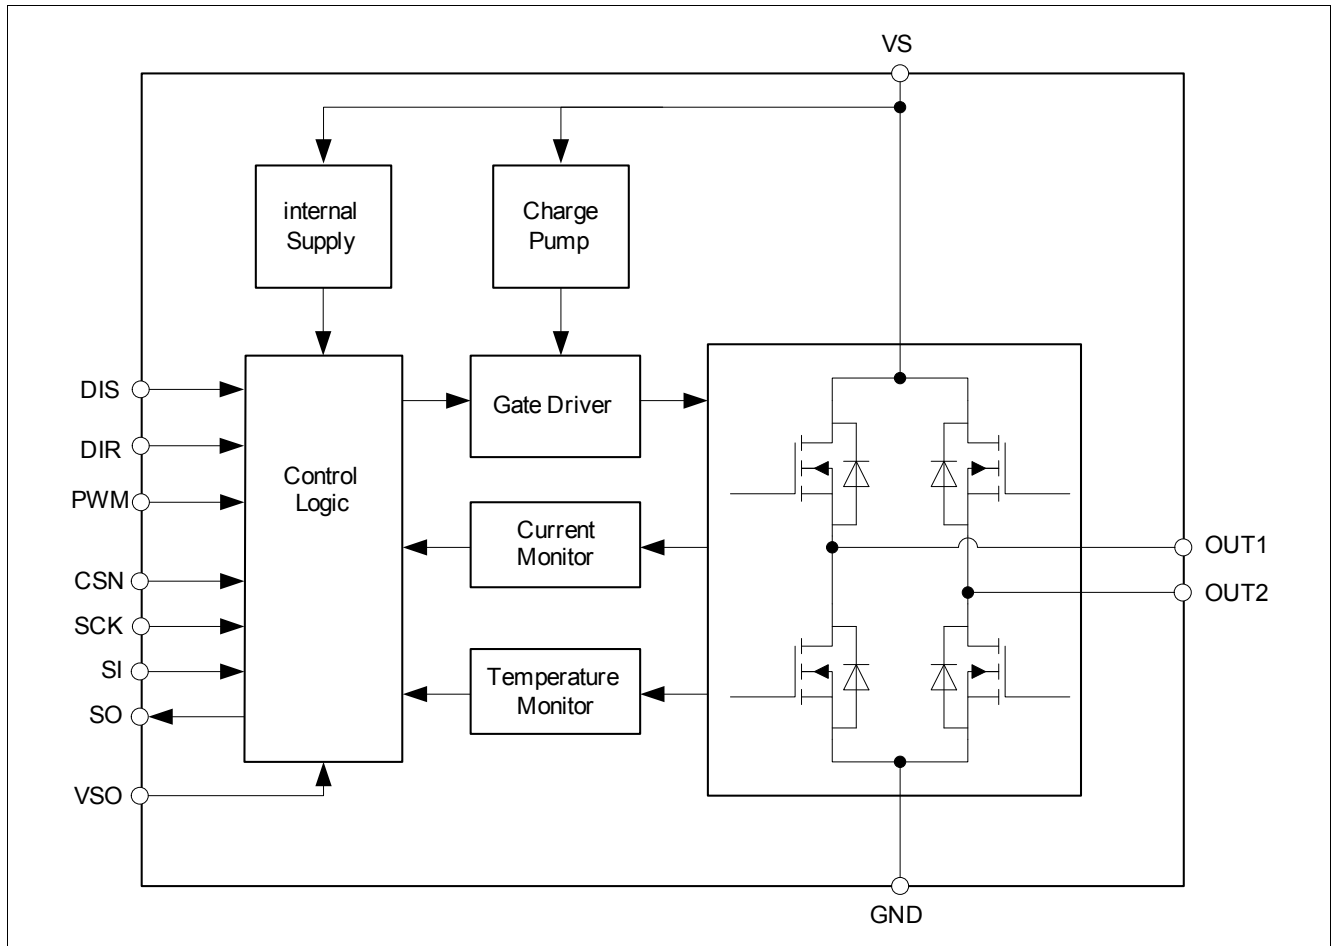 VS
internal
Supply
Charge
Pump
DIS
DIR
PWM
CSN
SCK
SI
SO
VSO
Control
Logic
Gate Driver
Current
Monitor
Temperature
Monitor
OUT1
OUT2
GND